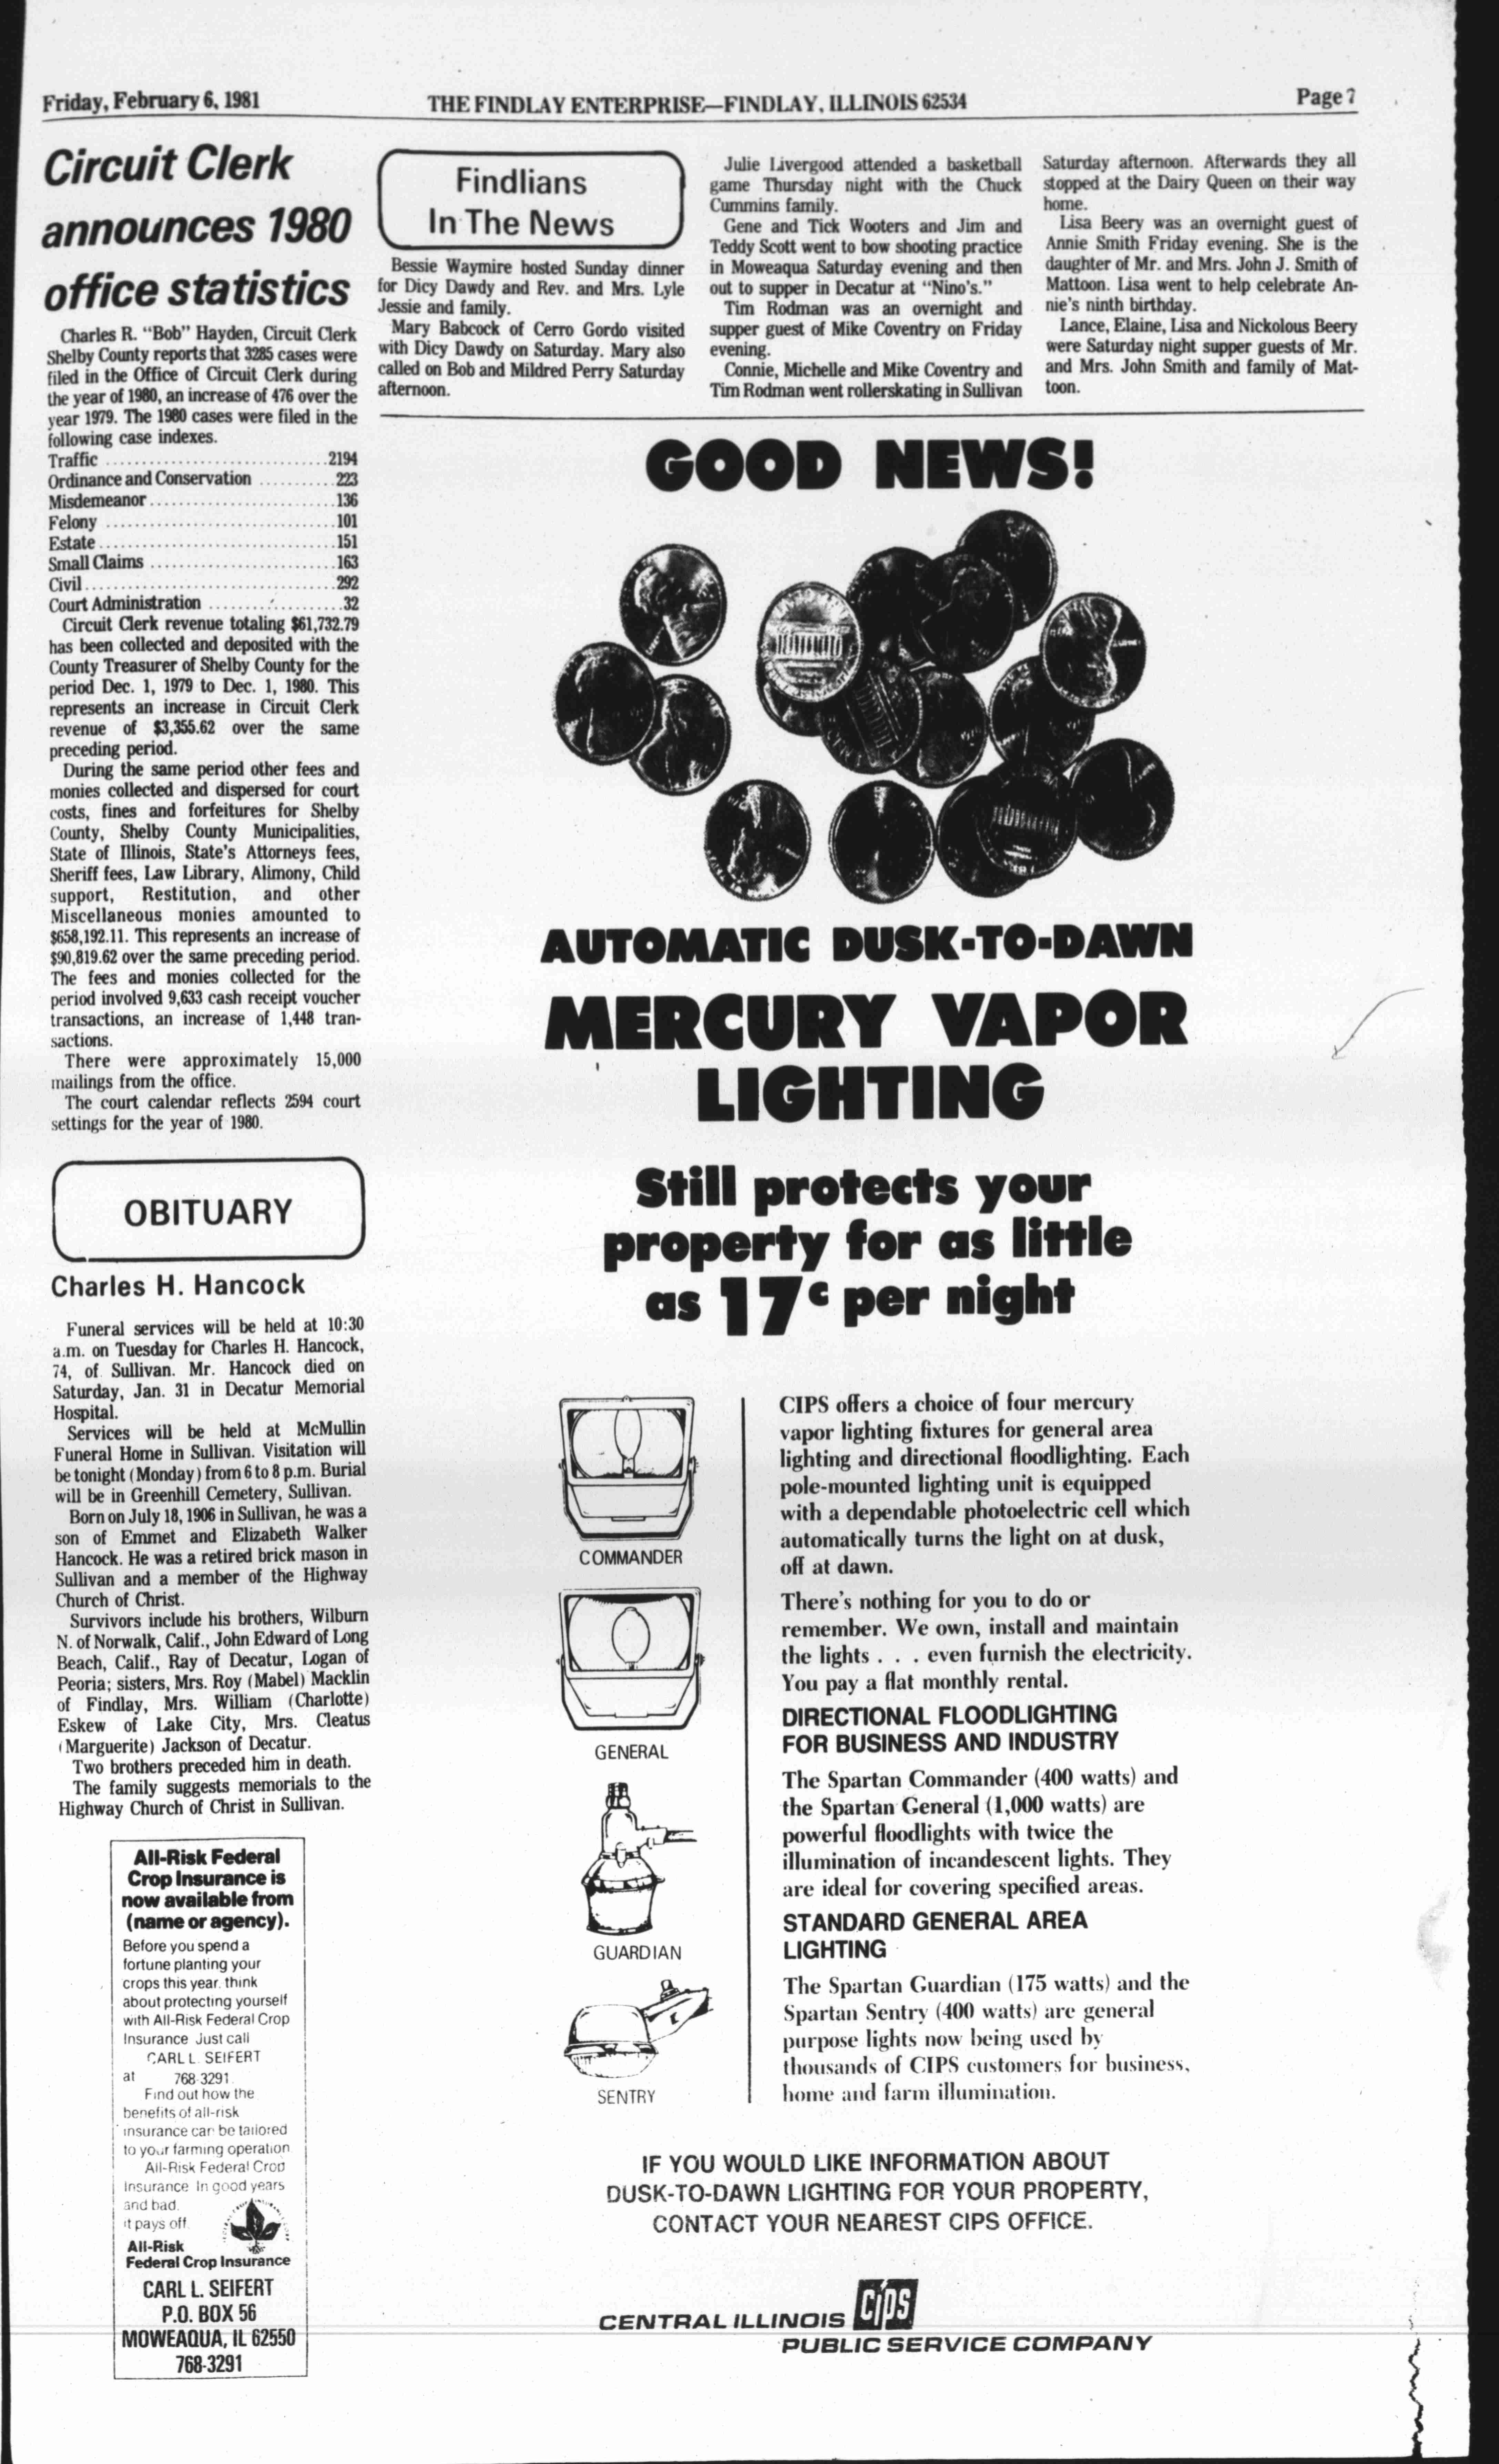 Friday, February 6, 1981
THE FINDLAY ENTERPRISE—FINDLAY, ILLINOIS 62534
Page 7
Circuit Clerk
announces 1980
office statistics
Charles R. "Bob" Hayden, Circuit Clerk
Shelby County reports that 3285 cases were
filed in the Office of Circuit Clerk during
the year of 1980, an increase of 476 over the
year 1979. The 1980 cases were filed in the
following case indexes.
Traffic ............................ 2194
Ordinance and Conservation .......... 223
Misdemeanor ....................... 136
Felony ............................. 101
Estate .............................. 151
Small Claims ....................... 163
Civil ............................... 292
Court Administration ................. 32
Circuit Clerk revenue totaling $61,732.79
has been collected and deposited with the
County Treasurer of Shelby County for the
period Dec. 1, 1979 to Dec. 1, 1980. This
represents an increase in Circuit Clerk
revenue of $3,355.62 over the same
preceding period.
During the same period other fees and
monies collected and dispersed for court
costs, fines and forfeitures for Shelby
County, Shelby County Municipalities,
State of Illinois, State's Attorneys fees,
Sheriff fees, Law Library, Alimony, Child
support, Restitution, and other
Miscellaneous monies amounted to
$658,192.11. This represents an increase of
$90,819.62 over the same preceding period.
The fees and monies collected for the
period involved 9,633 cash receipt voucher
transactions, an increase of 1,448 tran-
sactions.
There were approximately 15,000
mailings from the office.
The court calendar reflects 2594 court
settings for the year of 1980.
OBITUARY
Charles H. Hancock
Funeral services will be held at 10:30
a.m. on Tuesday for Charles H. Hancock,
74, of Sullivan. Mr. Hancock died on
Saturday, Jan. 31 in Decatur Memorial
Hospital.
Services will be held at McMullin
Funeral Home in Sullivan. Visitation will
be tonight (Monday) from 6 to 8 p.m. Burial
will be in Greenhill Cemetery, Sullivan.
Born on July 18, 1906 in Sullivan, he was a
son of Emmet and Elizabeth Walker
Hancock. He was a retired brick mason in
Sullivan and a member of the Highway
Church of Christ.
Survivors include his brothers, Wilburn
N. of Norwalk, Calif., John Edward of Long
Beach, Calif., Ray of Decatur, Logan of
Peoria; sisters, Mrs. Roy (Mabel) Macklin
of Findlay, Mrs. William (Charlotte)
Eskew of Lake City, Mrs. Cleatus
(Marguerite) Jackson of Decatur.
Two brothers preceded him in death.
The family suggests memorials to the
Highway Church of Christ in Sullivan.
All-Risk Federal
Crop Insurance is
now available from
(name or agency).
Before you spend a
fortune planting your
crops this year. think
about protecting yourself
with All-Risk Federal Crop
Insurance Just call
CARL L. SEIFERT
at 768-3291.
Find out how the
benefits of all-risk
insurance can be tailored
to your farming operation
All-Risk Federal Crop
Insurance In good years
and bad.
it pays off.
All-Risk
Federal Crop Insurance
CARL L. SEIFERT
P.O. BOX 56
MOWEAQUA, IL 62550
768-3291
Findlians
In The News
Bessie Waymire hosted Sunday dinner
for Dicy Dawdy and Rev. and Mrs. Lyle
Jessie and family.
Mary Babcock of Cerro Gordo visited
with Dicy Dawdy on Saturday. Mary also
called on Bob and Mildred Perry Saturday
afternoon.
Julie Livergood attended a basketball
game Thursday night with the Chuck
Cummins family.
Gene and Tick Wooters and Jim and
Teddy Scott went to bow shooting practice
in Moweaqua Saturday evening and then
out to supper in Decatur at "Nino's."
Tim Rodman was an overnight and
supper guest of Mike Coventry on Friday
evening.
Connie, Michelle and Mike Coventry and
Tim Rodman went rollerskating in Sullivan
Saturday afternoon. Afterwards they all
stopped at the Dairy Queen on their way
home.
Lisa Beery was an overnight guest of
Annie Smith Friday evening. She is the
daughter of Mr. and Mrs. John J. Smith of
Mattoon. Lisa went to help celebrate An-
nie's ninth birthday.
Lance, Elaine, Lisa and Nickolous Beery
were Saturday night supper guests of Mr.
and Mrs. John Smith and family of Mat-
toon.
GOOD NEWS!
AUTOMATIC DUSK-TO-DAWN
MERCURY VAPOR
LIGHTING
Still protects your
property for as little
as 17c per night
COMMANDER
GENERAL
GUARDIAN
SENTRY
CIPS offers a choice of four mercury
vapor lighting fixtures for general area
lighting and directional floodlighting. Each
pole-mounted lighting unit is equipped
with a dependable photoelectric cell which
automatically turns the light on at dusk,
off at dawn.
There's nothing for you to do or
remember. We own, install and maintain
the lights . . . even furnish the electricity.
You pay a flat monthly rental.
DIRECTIONAL FLOODLIGHTING
FOR BUSINESS AND INDUSTRY
The Spartan Commander (400 watts) and
the Spartan General (1,000 watts) are
powerful floodlights with twice the
illumination of incandescent lights. They
are ideal for covering specified areas.
STANDARD GENERAL AREA
LIGHTING
The Spartan Guardian (175 watts) and the
Spartan Sentry (400 watts) are general
purpose lights now being used by
thousands of CIPS customers for business,
home and farm illumination.
IF YOU WOULD LIKE INFORMATION ABOUT
DUSK-TO-DAWN LIGHTING FOR YOUR PROPERTY,
CONTACT YOUR NEAREST CIPS OFFICE.
CENTRAL ILLINOIS CIPS
PUBLIC SERVICE COMPANY